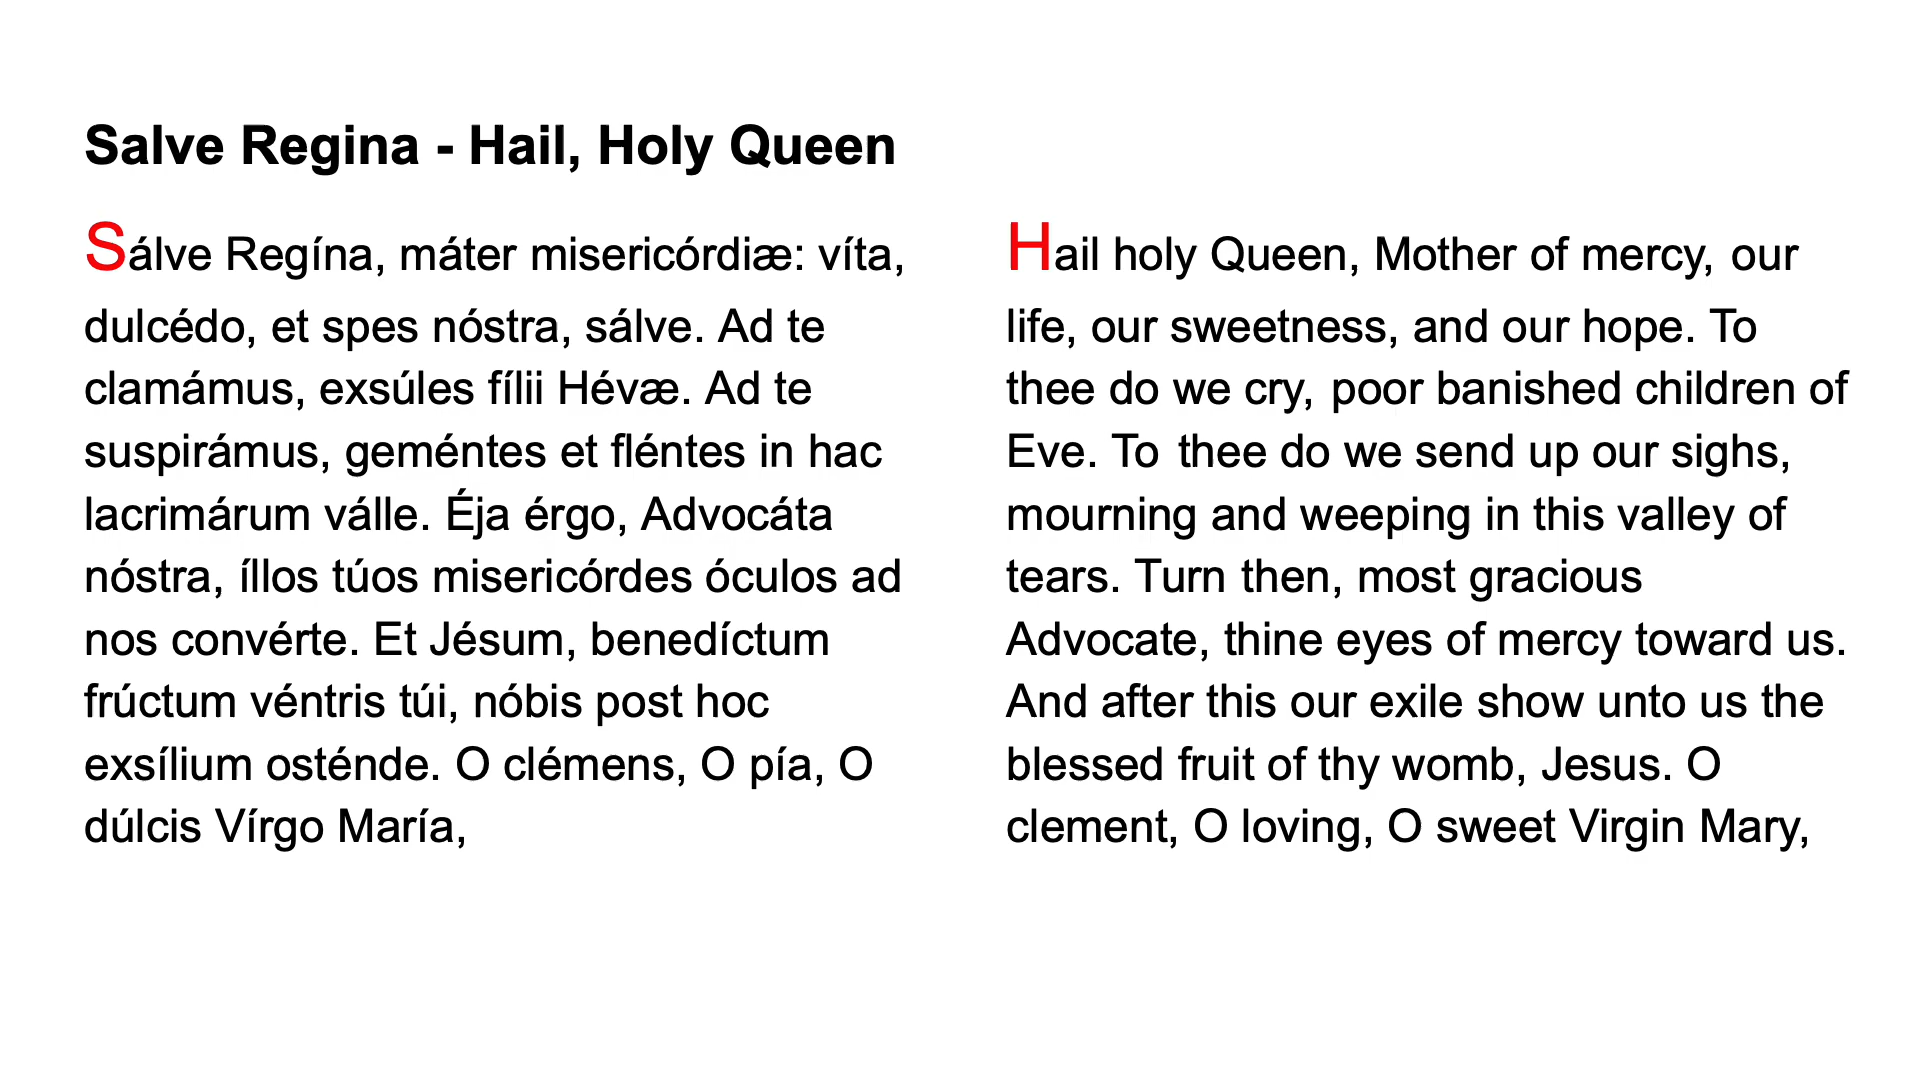 Salve Regina - Hail, Holy Queen
Sálve Regína, máter misericórdiæ: víta,
dulcédo, et spes nóstra, sálve. Ad te
clamámus, exsúles fílii Hévæ. Ad te
suspirámus, geméntes et fléntes in hac
lacrimárum válle. Éja érgo, Advocáta
nóstra, íllos túos misericórdes óculos ad
nos convérte. Et Jésum, benedíctum
frúctum véntris túi, nóbis post hoc
exsílium osténde. O clémens, O pía, O
dúlcis Vírgo María,
Hail holy Queen, Mother of mercy, our
life, our sweetness, and our hope. To
thee do we cry, poor banished children of
Eve. To thee do we send up our sighs,
mourning and weeping in this valley of
tears. Turn then, most gracious
Advocate, thine eyes of mercy toward us.
And after this our exile show unto us the
blessed fruit of thy womb, Jesus. O
clement, O loving, O sweet Virgin Mary,